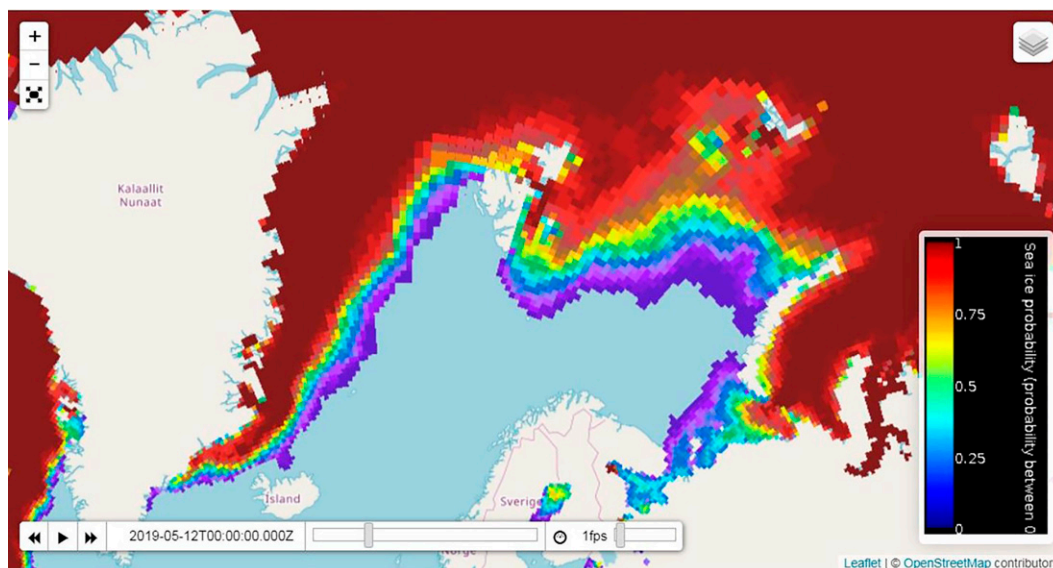 +
−
Kalaallit
Nunaat
Ísland
Sverige
Norge
1
0.75
0.5
0.25
0
Sea ice probability (probability between 0
2019-05-12T00:00:00.000Z
1fps
Leaflet | © OpenStreetMap contributor